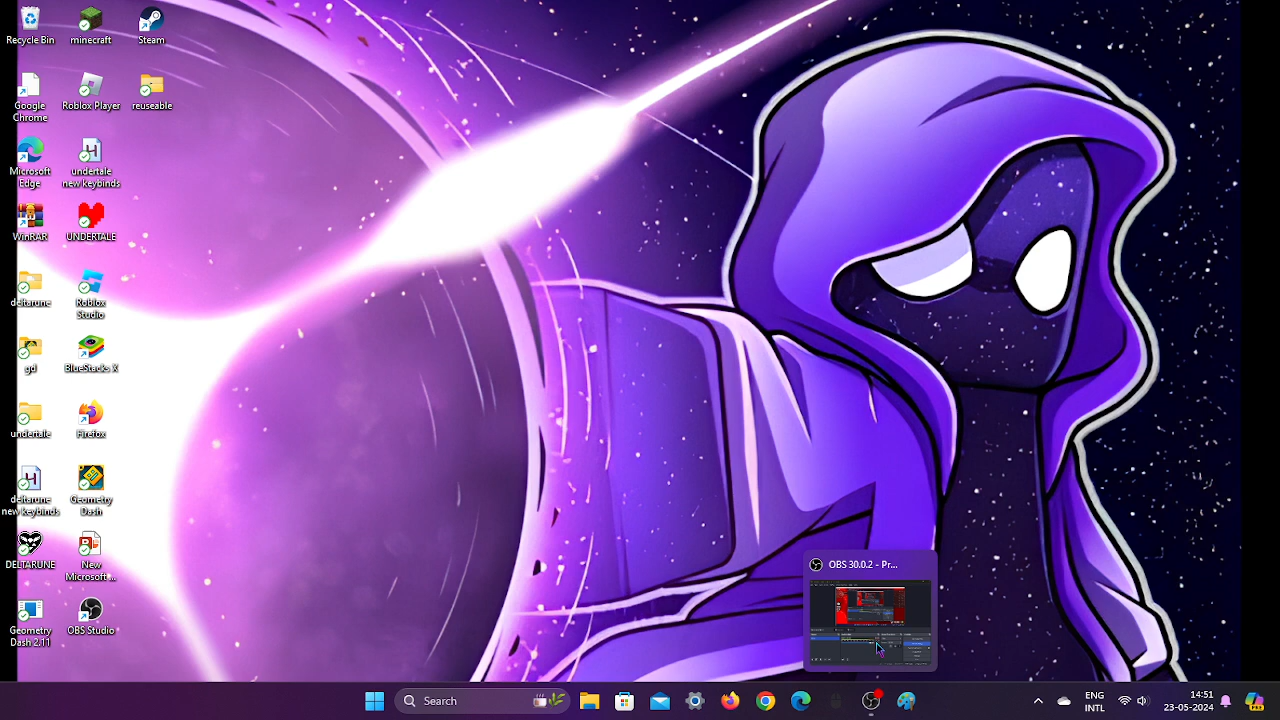 Recycle Bin
minecraft
Steam
Google
Chrome
Roblox Player
reuseable
Microsoft
Edge
undertale
new keybinds
WinRAR
UNDERTALE
deltarune
Roblox
Studio
gd
BlueStacks X
undertale
Firefox
deltarune
new keybinds
Geometry
Dash
DELTARUNE
New
Microsoft...
Geometry
Dash 2.11
OBS Studio
OBS 30.0.2 - Pr...
Search
ENG
INTL
14:51
23-05-2024